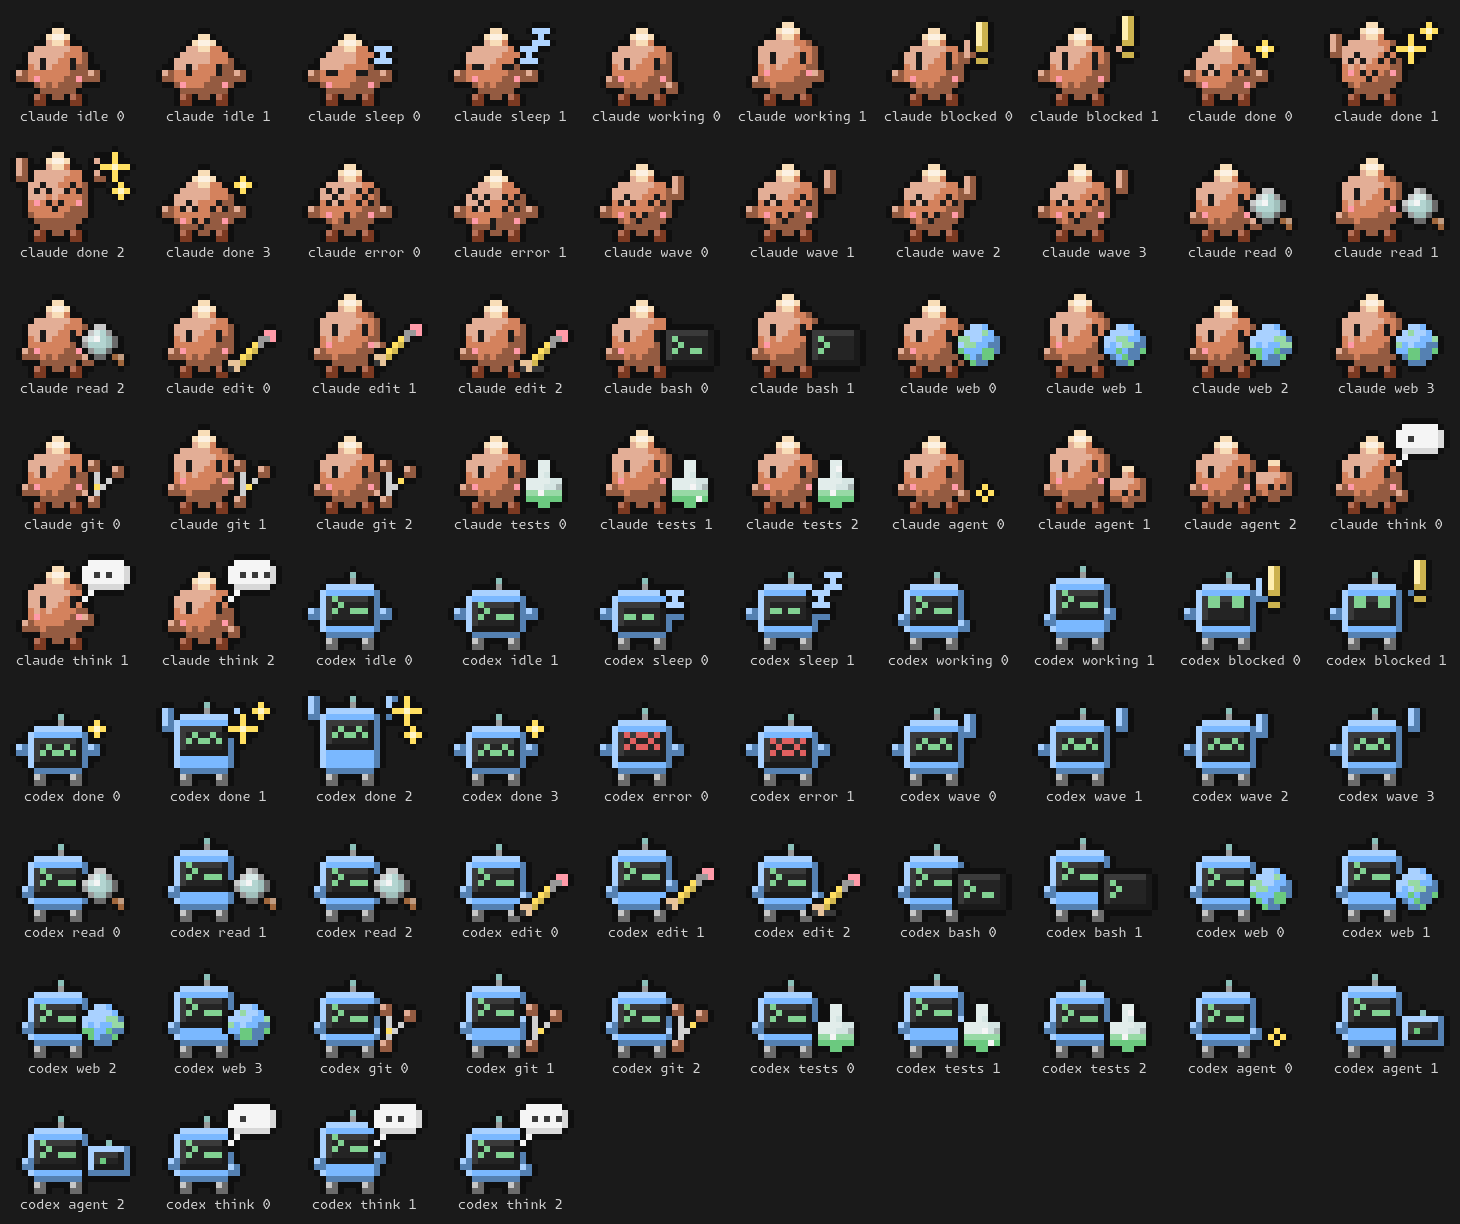 claude idle 0 claude idle 1 claude sleep 0 claude sleep 1 claude working 0 claude working 1 claude blocked 0 claude blocked 1 claude done 0 claude done 1
claude done 2 claude done 3 claude error 0 claude error 1 claude wave 0 claude wave 1 claude wave 2 claude wave 3 claude read 0 claude read 1
claude read 2 claude edit 0 claude edit 1 claude edit 2 claude bash 0 claude bash 1 claude web 0 claude web 1 claude web 2 claude web 3
claude git 0 claude git 1 claude git 2 claude tests 0 claude tests 1 claude tests 2 claude agent 0 claude agent 1 claude agent 2 claude think 0
claude think 1 claude think 2 codex idle 0 codex idle 1 codex sleep 0 codex sleep 1 codex working 0 codex working 1 codex blocked 0 codex blocked 1
codex done 0 codex done 1 codex done 2 codex done 3 codex error 0 codex error 1 codex wave 0 codex wave 1 codex wave 2 codex wave 3
codex read 0 codex read 1 codex read 2 codex edit 0 codex edit 1 codex edit 2 codex bash 0 codex bash 1 codex web 0 codex web 1
codex web 2 codex web 3 codex git 0 codex git 1 codex git 2 codex tests 0 codex tests 1 codex tests 2 codex agent 0 codex agent 1
codex agent 2 codex think 0 codex think 1 codex think 2